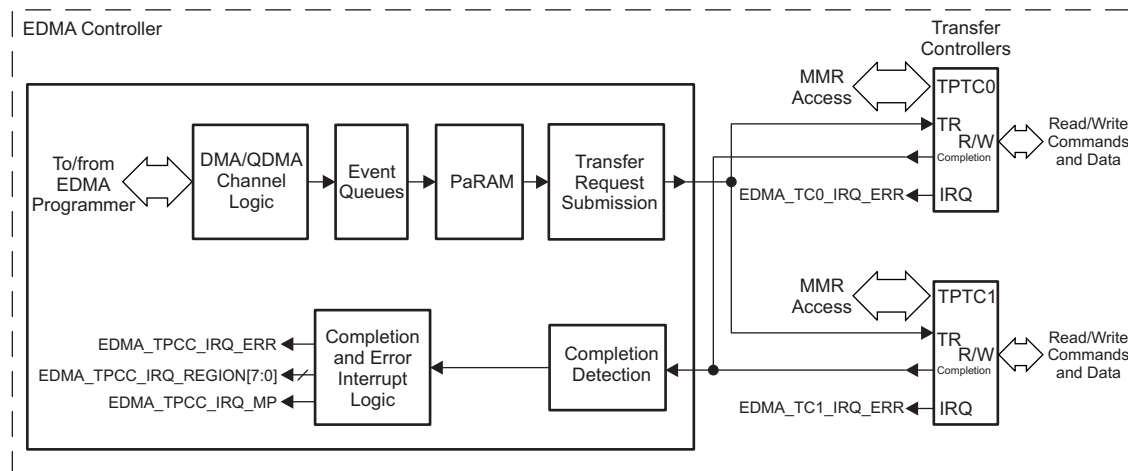 EDMA Controller
Transfer
Controllers
MMR
Access
TPTC0
TR
R/W
Completion
IRQ
Read/Write
Commands
and Data
EDMA_TC0_IRQ_ERR
To/from
EDMA
Programmer
DMA/QDMA
Channel
Logic
Event
Queues
PaRAM
Transfer
Request
Submission
MMR
Access
TPTC1
TR
R/W
Completion
IRQ
Read/Write
Commands
and Data
EDMA_TC1_IRQ_ERR
EDMA_TPCC_IRQ_ERR
EDMA_TPCC_IRQ_REGION[7:0]
EDMA_TPCC_IRQ_MP
Completion
and Error
Interrupt
Logic
Completion
Detection